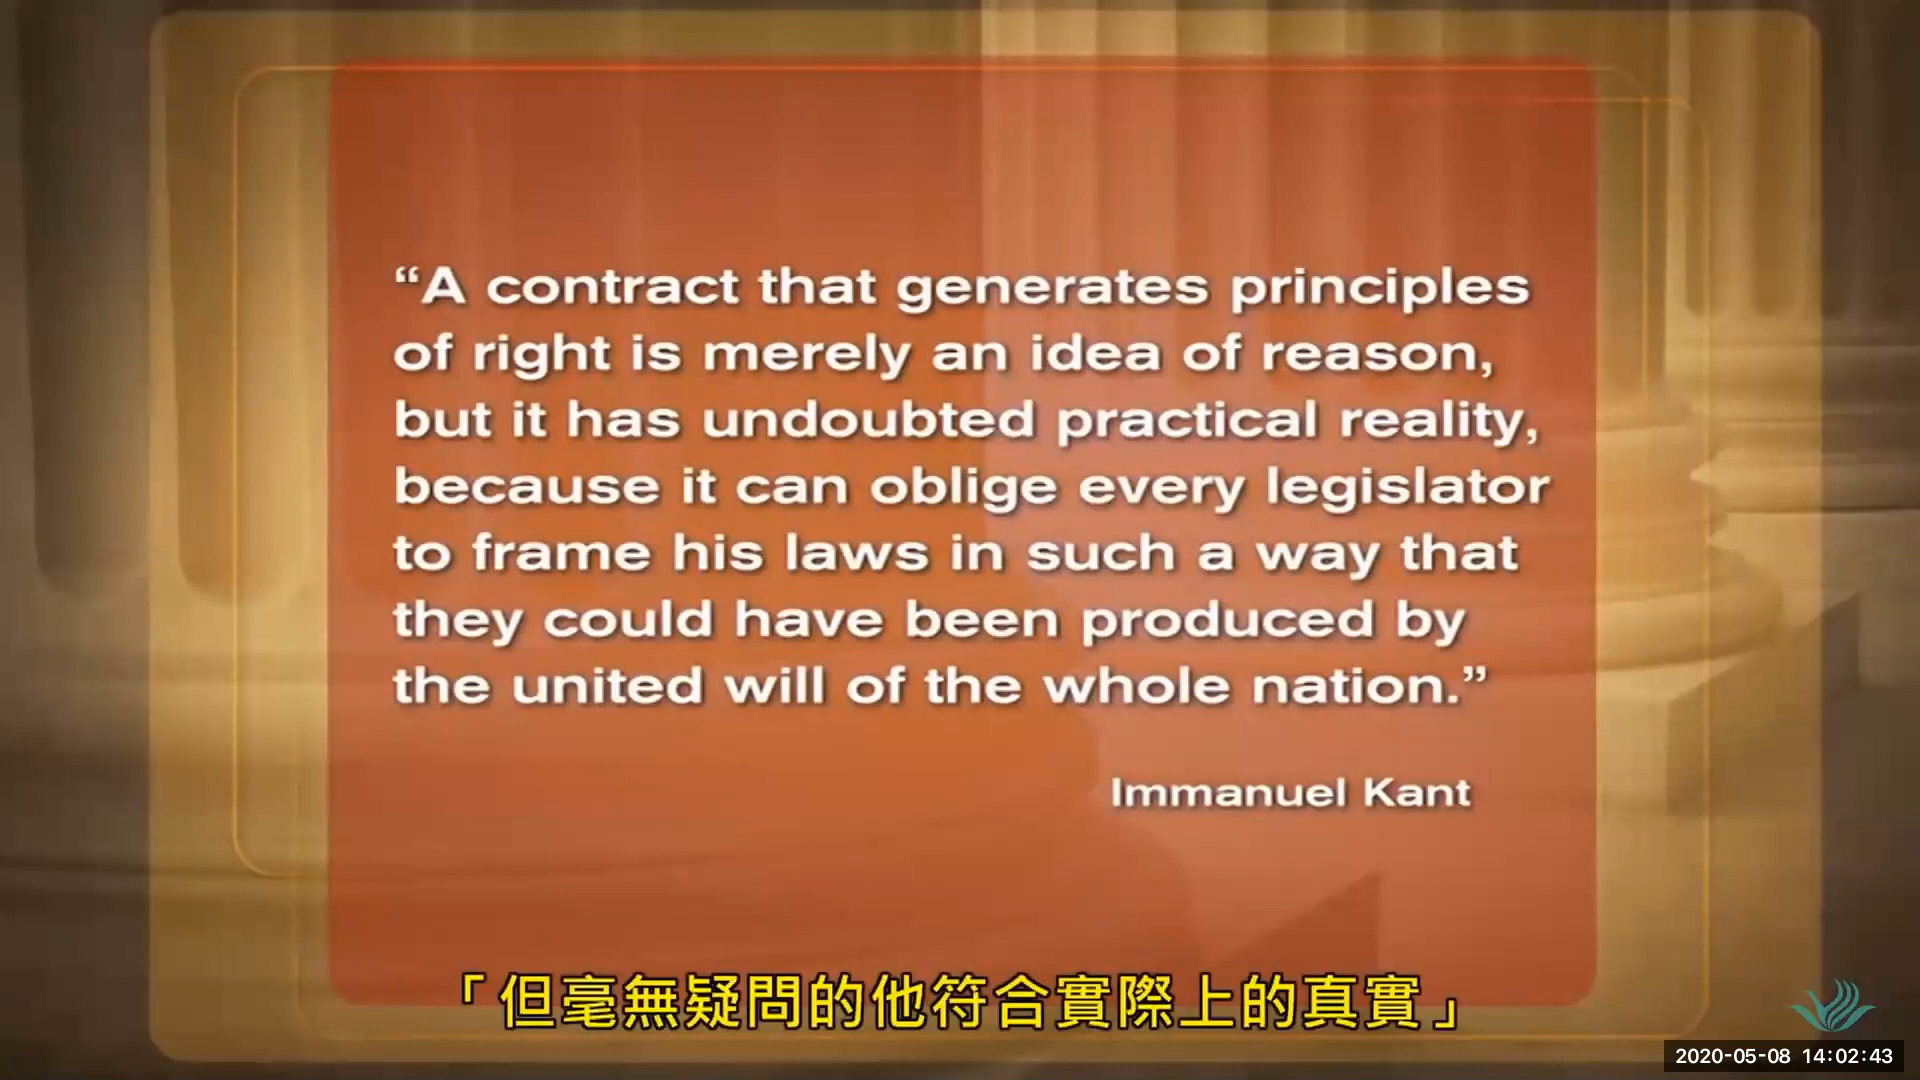 “A contract that generates principles
of right is merely an idea of reason,
but it has undoubted practical reality,
because it can oblige every legislator
to frame his laws in such a way that
they could have been produced by
the united will of the whole nation.”
Immanuel Kant
「但毫無疑問的他符合實際上的真實」
2020-05-08 14:02:43